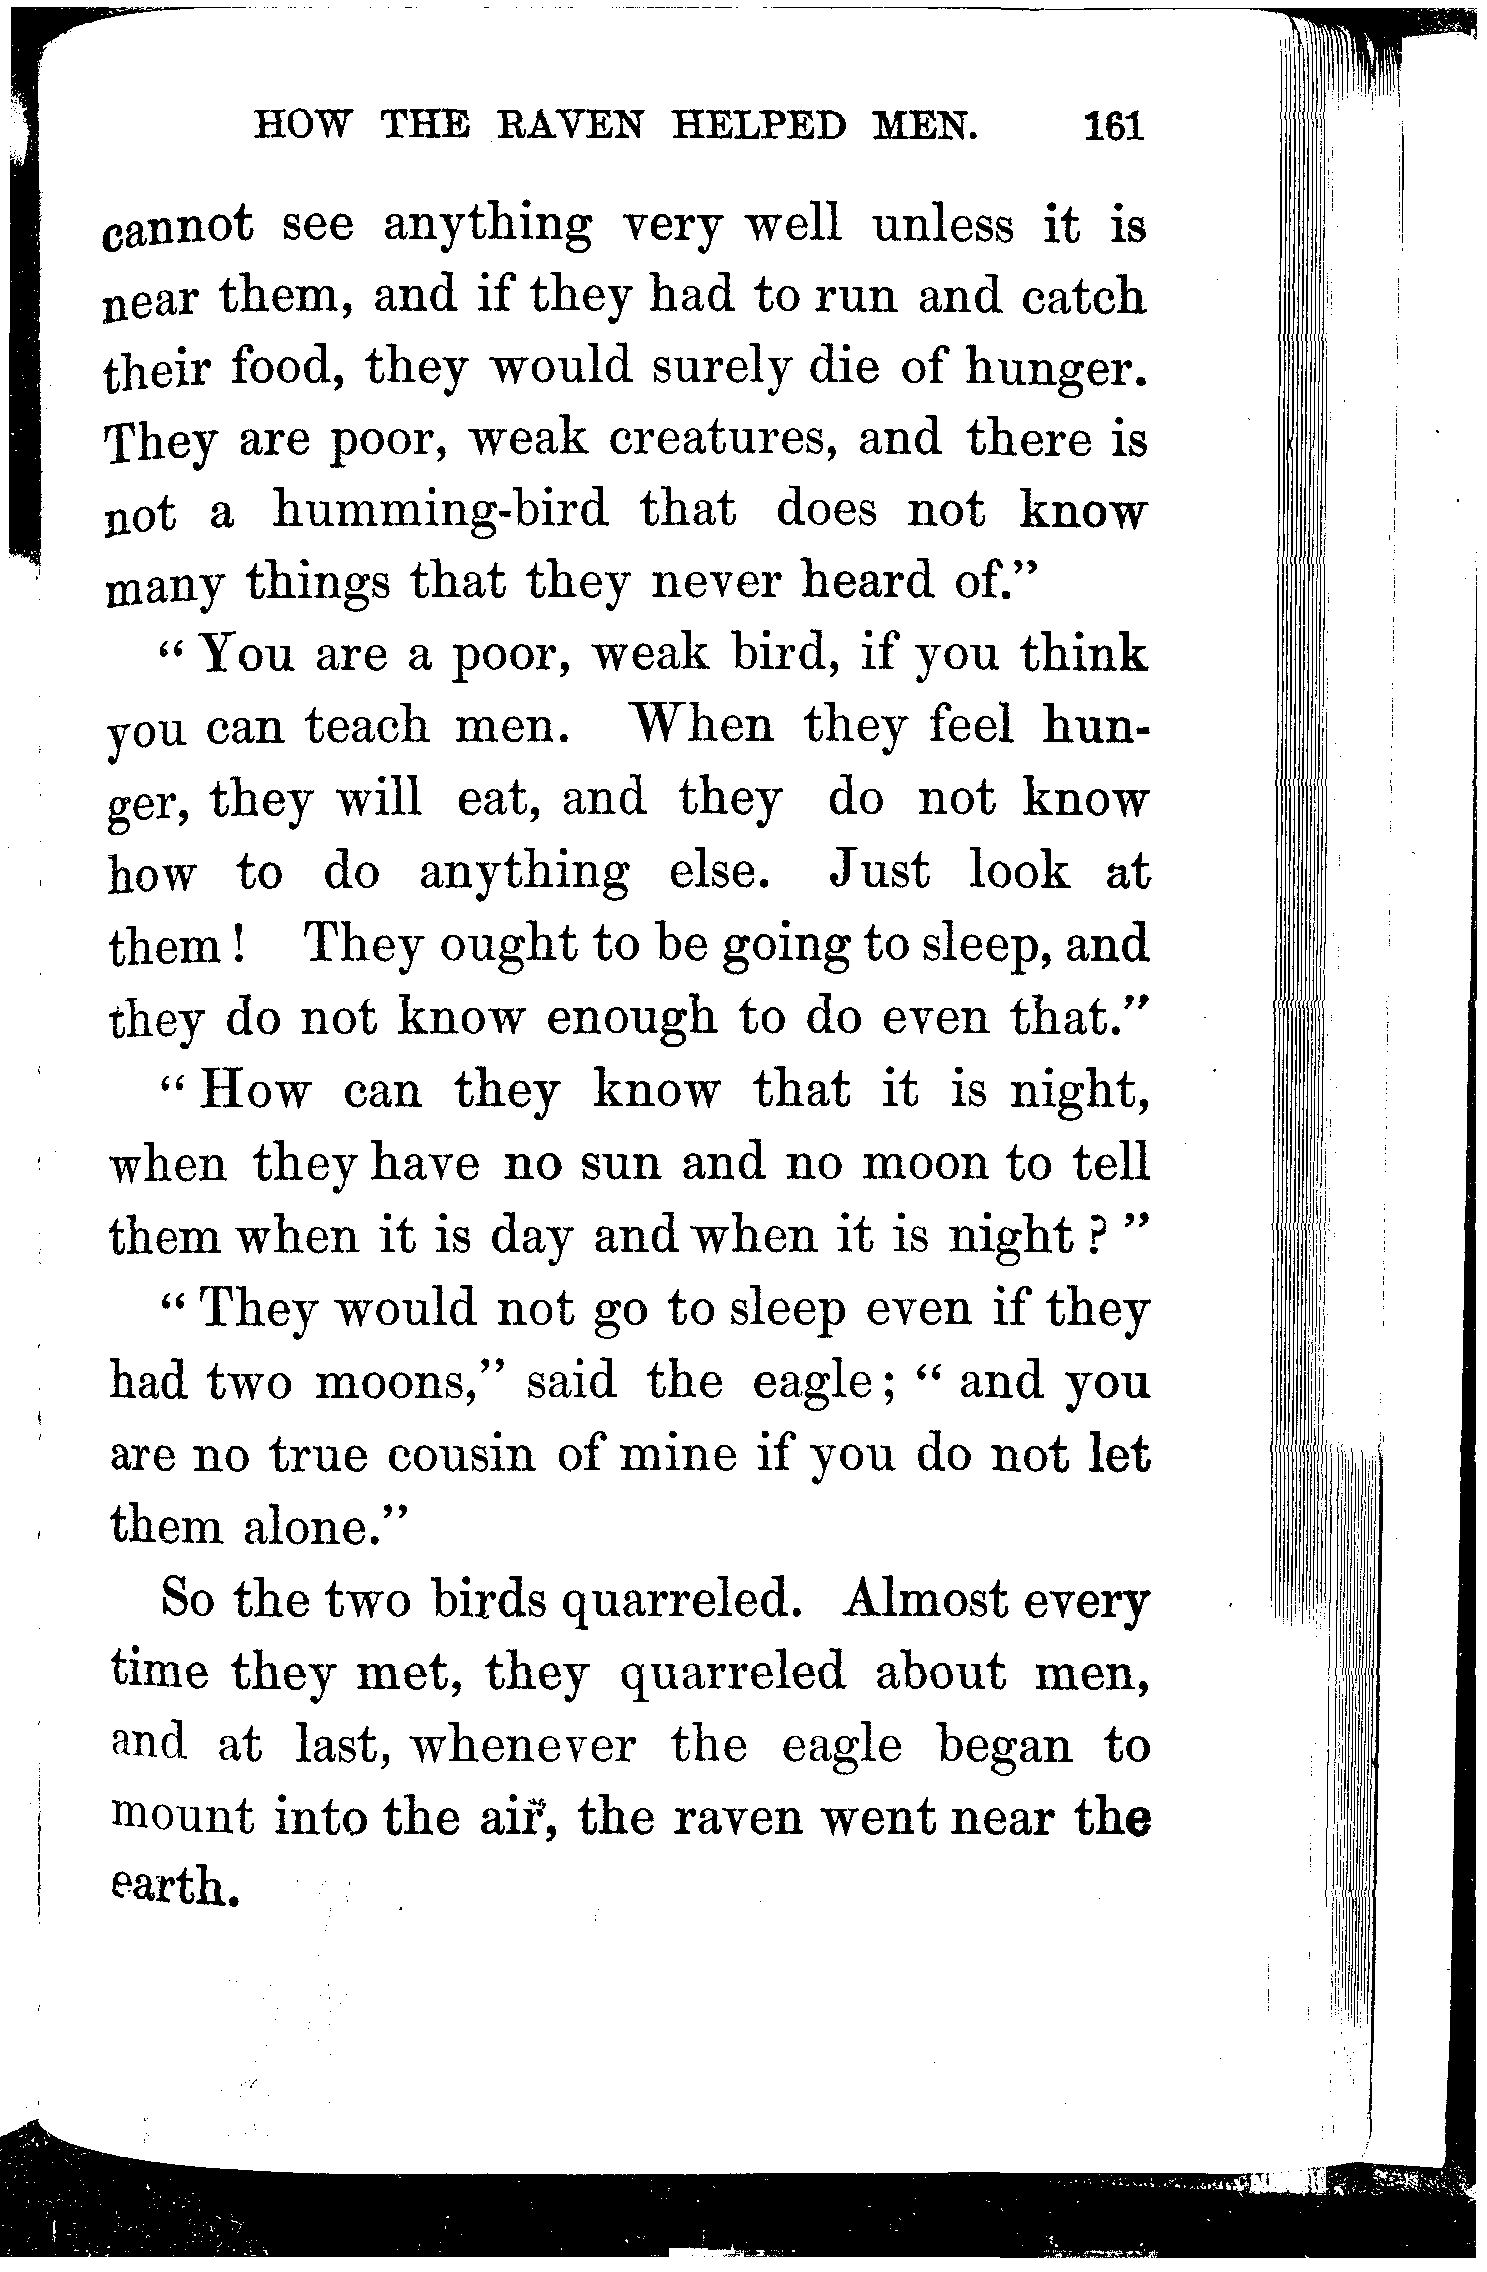 HOW THE RAVEN HELPED MEN. 161
cannot see anything very well unless it is
near them, and if they had to run and catch
their food, they would surely die of hunger.
They are poor, weak creatures, and there is
not a humming-bird that does not know
many things that they never heard of."
"You are a poor, weak bird, if you think
you can teach men. When they feel hun-
ger, they will eat, and they do not know
how to do anything else. Just look at
them! They ought to be going to sleep, and
they do not know enough to do even that."
"How can they know that it is night,
when they have no sun and no moon to tell
them when it is day and when it is night?"
"They would not go to sleep even if they
had two moons," said the eagle; "and you
are no true cousin of mine if you do not let
them alone."
So the two birds quarreled. Almost every
time they met, they quarreled about men,
and at last, whenever the eagle began to
mount into the air, the raven went near the
earth.